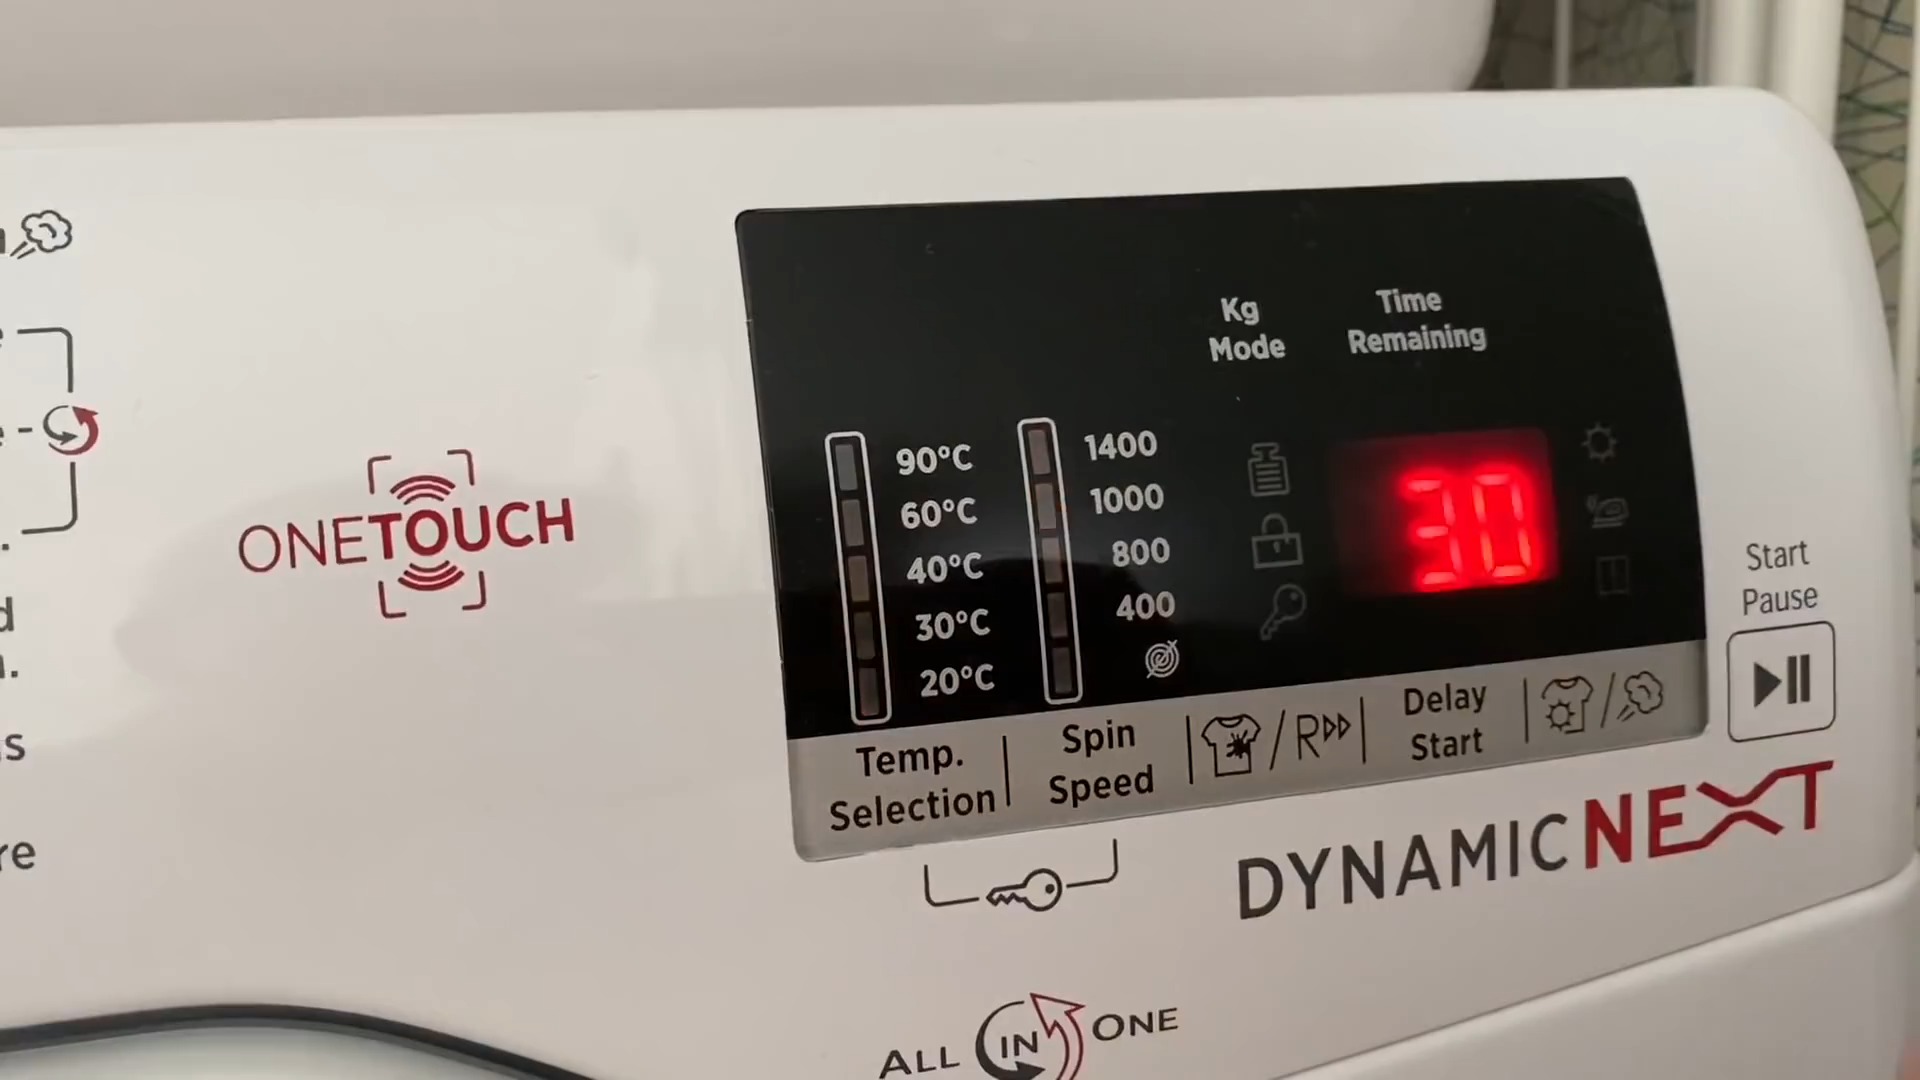 d
s
re
ONETOUCH
Kg
Mode
Time
Remaining
90°C
60°C
40°C
30°C
20°C
1400
1000
800
400
30
Temp.
Selection
Spin
Speed
/ R
Delay
Start
/
Start
Pause
DYNAMICNEXT
ALL IN ONE